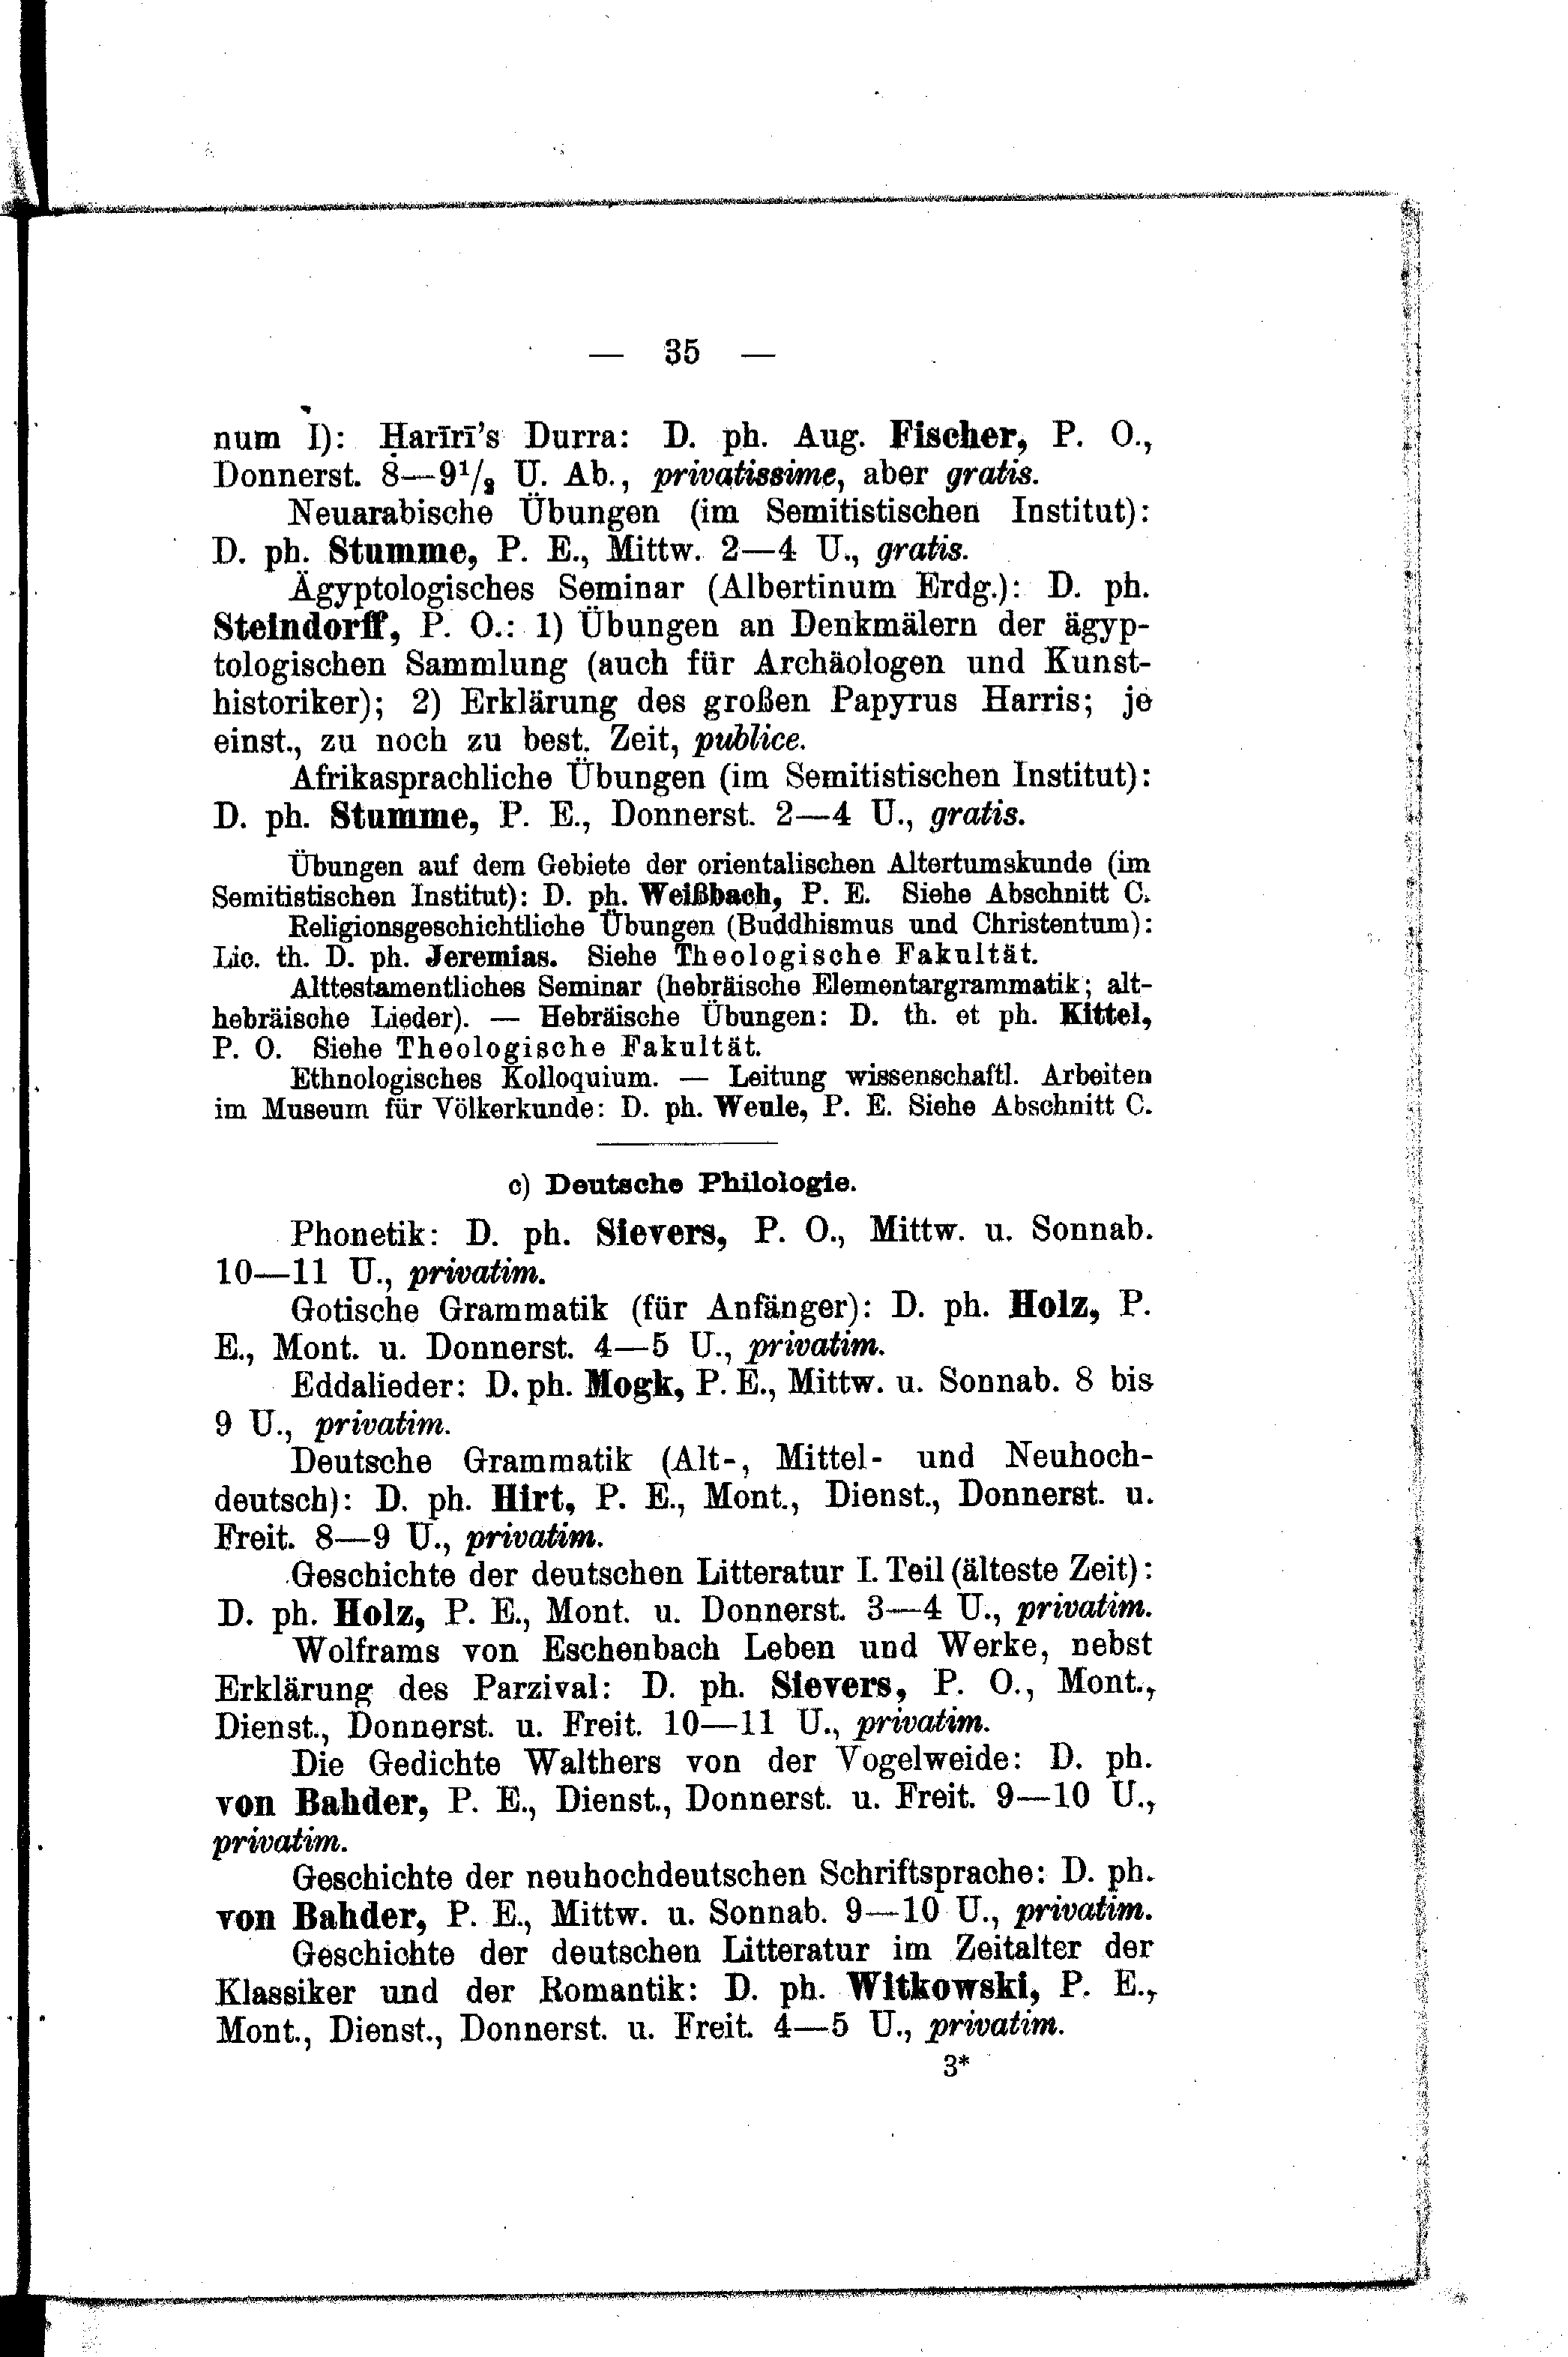 — 35 —
num I): Ḥarīrī's Durra: D. ph. Aug. Fischer, P. O.,
Donnerst. 8—9¹/₂ U. Ab., privatissime, aber gratis.
Neuarabische Übungen (im Semitistischen Institut):
D. ph. Stumme, P. E., Mittw. 2—4 U., gratis.
Ägyptologisches Seminar (Albertinum Erdg.): D. ph.
Steindorff, P. O.: 1) Übungen an Denkmälern der ägyp-
tologischen Sammlung (auch für Archäologen und Kunst-
historiker); 2) Erklärung des großen Papyrus Harris; je
einst., zu noch zu best. Zeit, publice.
Afrikasprachliche Übungen (im Semitistischen Institut):
D. ph. Stumme, P. E., Donnerst. 2—4 U., gratis.
Übungen auf dem Gebiete der orientalischen Altertumskunde (im
Semitistischen Institut): D. ph. Weißbach, P. E. Siehe Abschnitt C.
Religionsgeschichtliche Übungen (Buddhismus und Christentum):
Lic. th. D. ph. Jeremias. Siehe Theologische Fakultät.
Alttestamentliches Seminar (hebräische Elementargrammatik; alt-
hebräische Lieder). — Hebräische Übungen: D. th. et ph. Kittel,
P. O. Siehe Theologische Fakultät.
Ethnologisches Kolloquium. — Leitung wissenschaftl. Arbeiten
im Museum für Völkerkunde: D. ph. Weule, P. E. Siehe Abschnitt C.
c) Deutsche Philologie.
Phonetik: D. ph. Sievers, P. O., Mittw. u. Sonnab.
10—11 U., privatim.
Gotische Grammatik (für Anfänger): D. ph. Holz, P.
E., Mont. u. Donnerst. 4—5 U., privatim.
Eddalieder: D. ph. Mogk, P. E., Mittw. u. Sonnab. 8 bis
9 U., privatim.
Deutsche Grammatik (Alt-, Mittel- und Neuhoch-
deutsch): D. ph. Hirt, P. E., Mont., Dienst., Donnerst. u.
Freit. 8—9 U., privatim.
Geschichte der deutschen Litteratur I. Teil (älteste Zeit):
D. ph. Holz, P. E., Mont. u. Donnerst. 3—4 U., privatim.
Wolframs von Eschenbach Leben und Werke, nebst
Erklärung des Parzival: D. ph. Sievers, P. O., Mont.,
Dienst., Donnerst. u. Freit. 10—11 U., privatim.
Die Gedichte Walthers von der Vogelweide: D. ph.
von Bahder, P. E., Dienst., Donnerst. u. Freit. 9—10 U.,
privatim.
Geschichte der neuhochdeutschen Schriftsprache: D. ph.
von Bahder, P. E., Mittw. u. Sonnab. 9—10 U., privatim.
Geschichte der deutschen Litteratur im Zeitalter der
Klassiker und der Romantik: D. ph. Witkowski, P. E.,
Mont., Dienst., Donnerst. u. Freit. 4—5 U., privatim.
3*